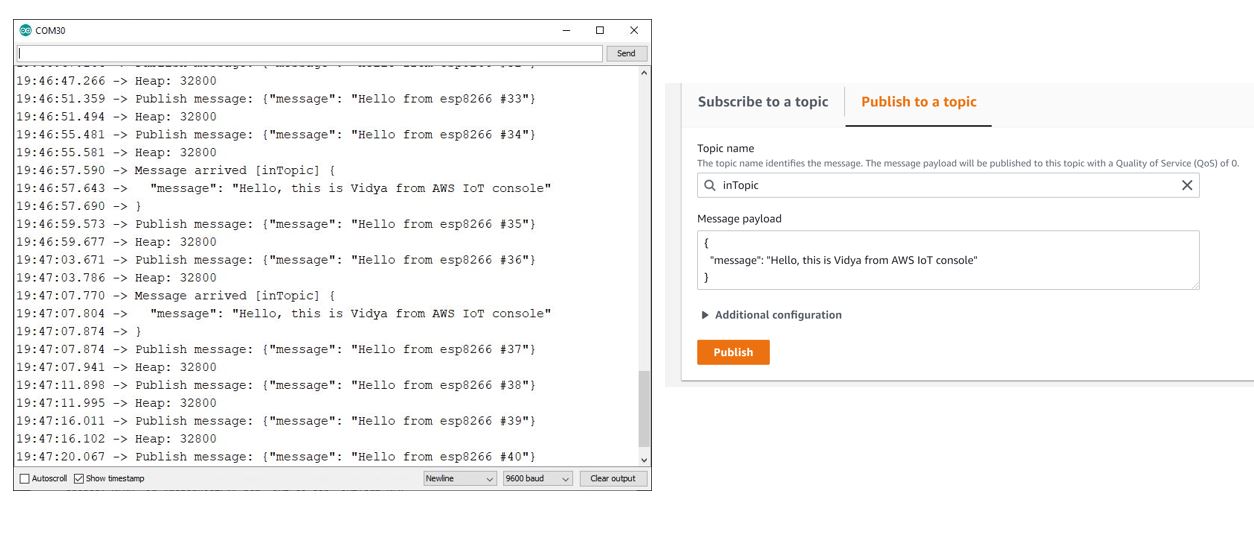 COM30
Send
19:46:47.266 -> Heap: 32800
19:46:51.359 -> Publish message: {"message": "Hello from esp8266 #33"}
19:46:51.494 -> Heap: 32800
19:46:55.481 -> Publish message: {"message": "Hello from esp8266 #34"}
19:46:55.581 -> Heap: 32800
19:46:57.590 -> Message arrived [inTopic] {
19:46:57.643 ->   "message": "Hello, this is Vidya from AWS IoT console"
19:46:57.690 -> }
19:46:59.573 -> Publish message: {"message": "Hello from esp8266 #35"}
19:46:59.677 -> Heap: 32800
19:47:03.671 -> Publish message: {"message": "Hello from esp8266 #36"}
19:47:03.786 -> Heap: 32800
19:47:07.770 -> Message arrived [inTopic] {
19:47:07.804 ->   "message": "Hello, this is Vidya from AWS IoT console"
19:47:07.874 -> }
19:47:07.874 -> Publish message: {"message": "Hello from esp8266 #37"}
19:47:07.941 -> Heap: 32800
19:47:11.898 -> Publish message: {"message": "Hello from esp8266 #38"}
19:47:11.995 -> Heap: 32800
19:47:16.011 -> Publish message: {"message": "Hello from esp8266 #39"}
19:47:16.102 -> Heap: 32800
19:47:20.067 -> Publish message: {"message": "Hello from esp8266 #40"}
Autoscroll Show timestamp Newline 9600 baud Clear output
Subscribe to a topic Publish to a topic
Topic name
The topic name identifies the message. The message payload will be published to this topic with a Quality of Service (QoS) of 0.
inTopic
Message payload
{
"message": "Hello, this is Vidya from AWS IoT console"
}
Additional configuration
Publish